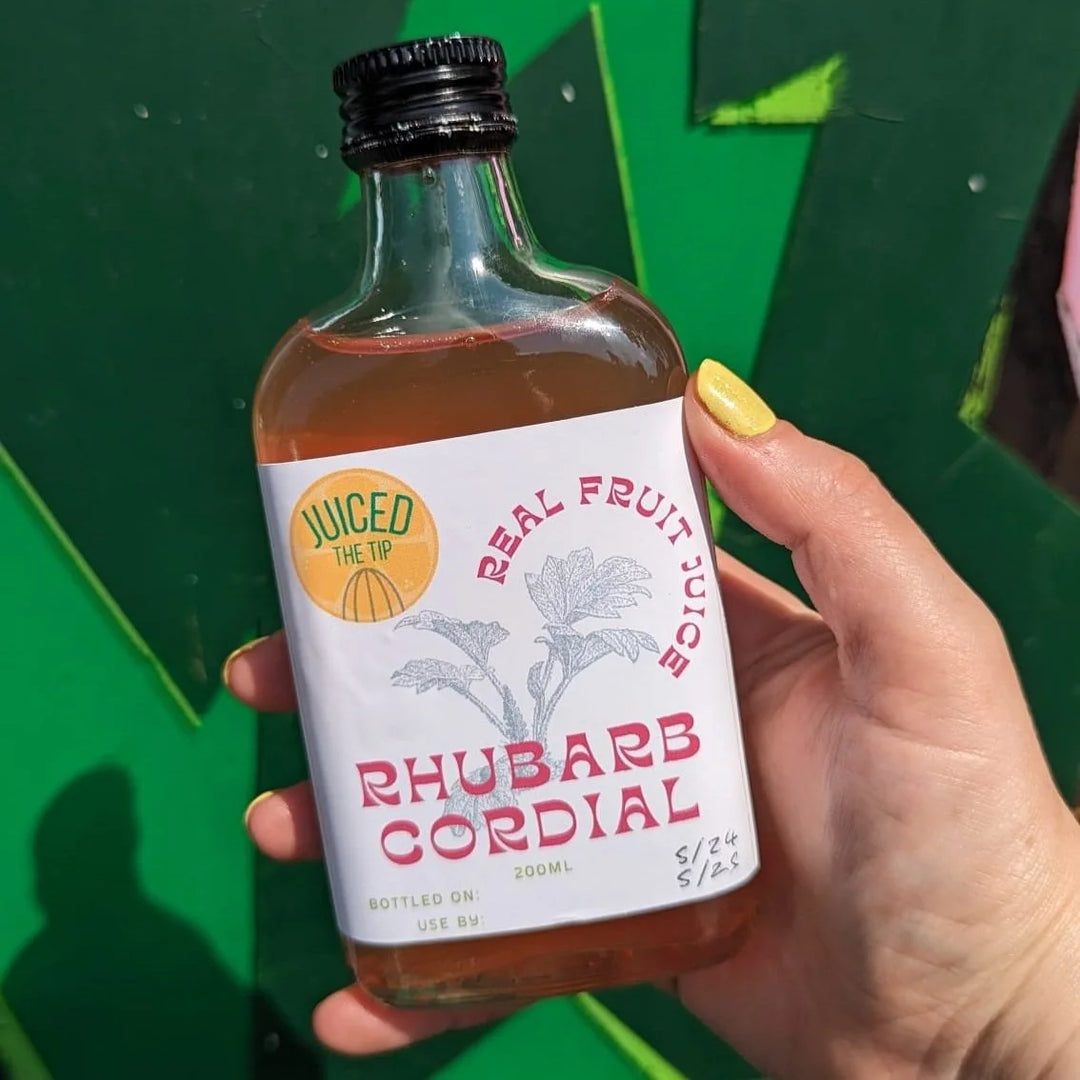 JUICED
THE TIP
REAL FRUIT JUICE
RHUBARB
CORDIAL
200ML
5/24
5/25
BOTTLED ON:
USE BY: